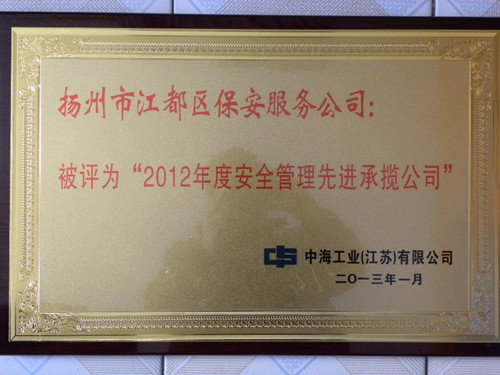 扬州市江都区保安服务公司：
被评为“2012年度安全管理先进承揽公司”
中海工业(江苏)有限公司
二〇一三年一月